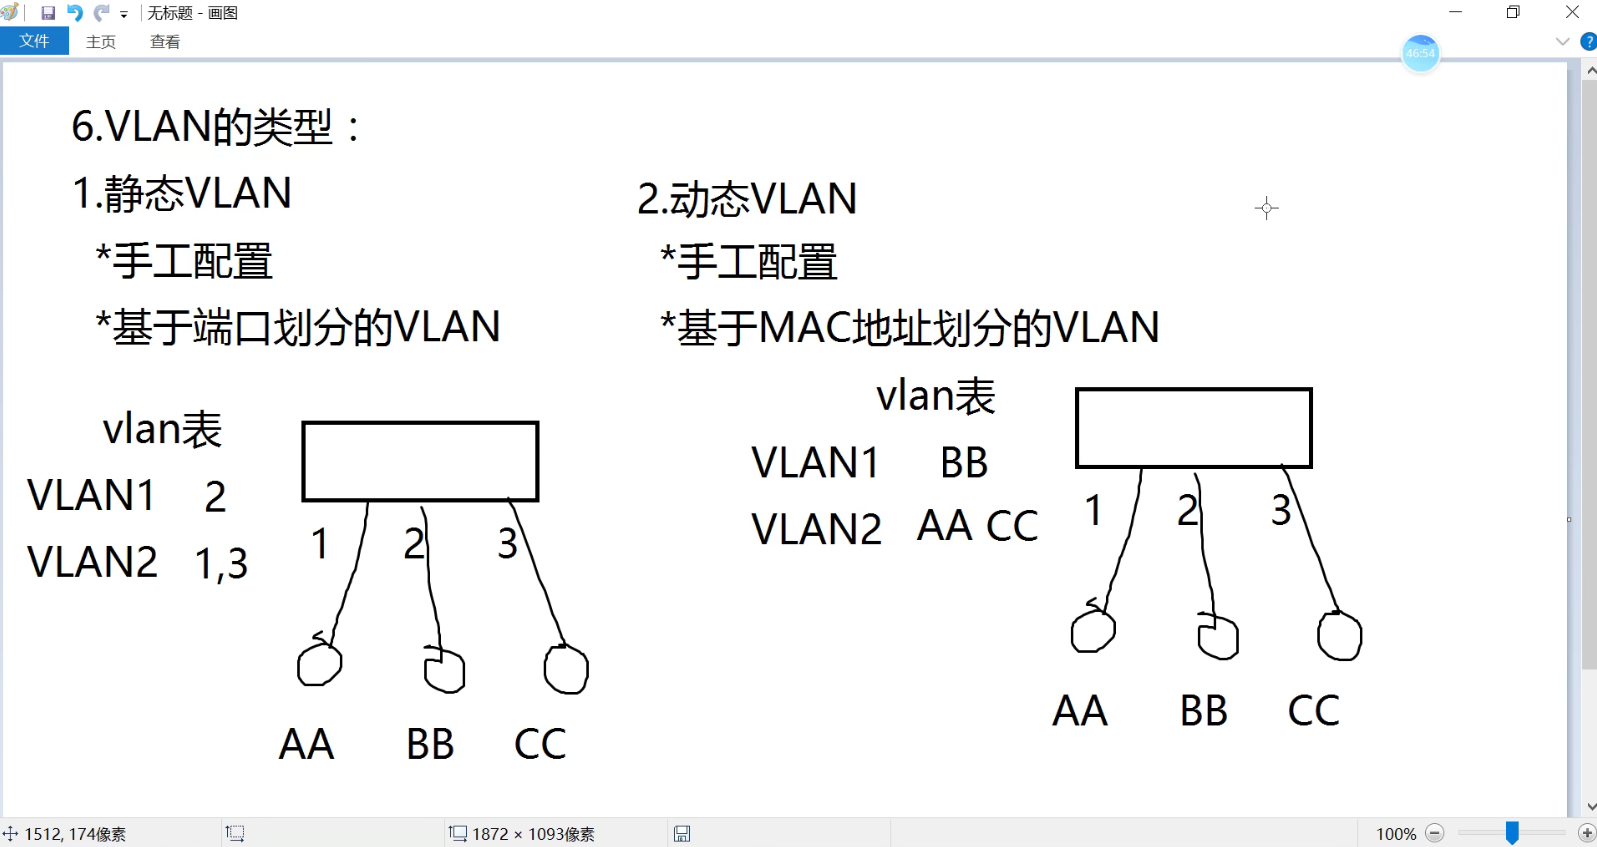 无标题 - 画图
文件 主页 查看
46:54
?
6.VLAN的类型：
1.静态VLAN
*手工配置
*基于端口划分的VLAN
vlan表
VLAN1 2
VLAN2 1,3
1 2 3
AA BB CC
2.动态VLAN
*手工配置
*基于MAC地址划分的VLAN
vlan表
VLAN1 BB
VLAN2 AA CC
1 2 3
AA BB CC
1512, 174像素 1872 × 1093像素 100%